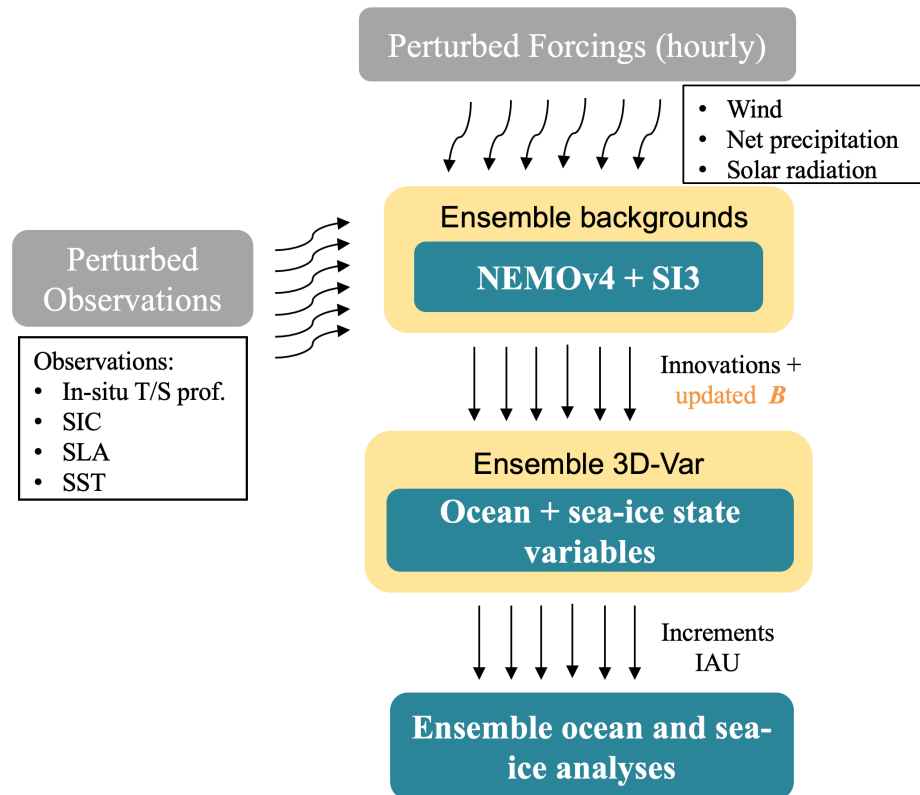 Perturbed Forcings (hourly)
• Wind
• Net precipitation
• Solar radiation
Ensemble backgrounds
NEMOv4 + SI3
Perturbed
Observations
Observations:
• In-situ T/S prof.
• SIC
• SLA
• SST
Innovations +
updated B
Ensemble 3D-Var
Ocean + sea-ice state
variables
Increments
IAU
Ensemble ocean and sea-
ice analyses